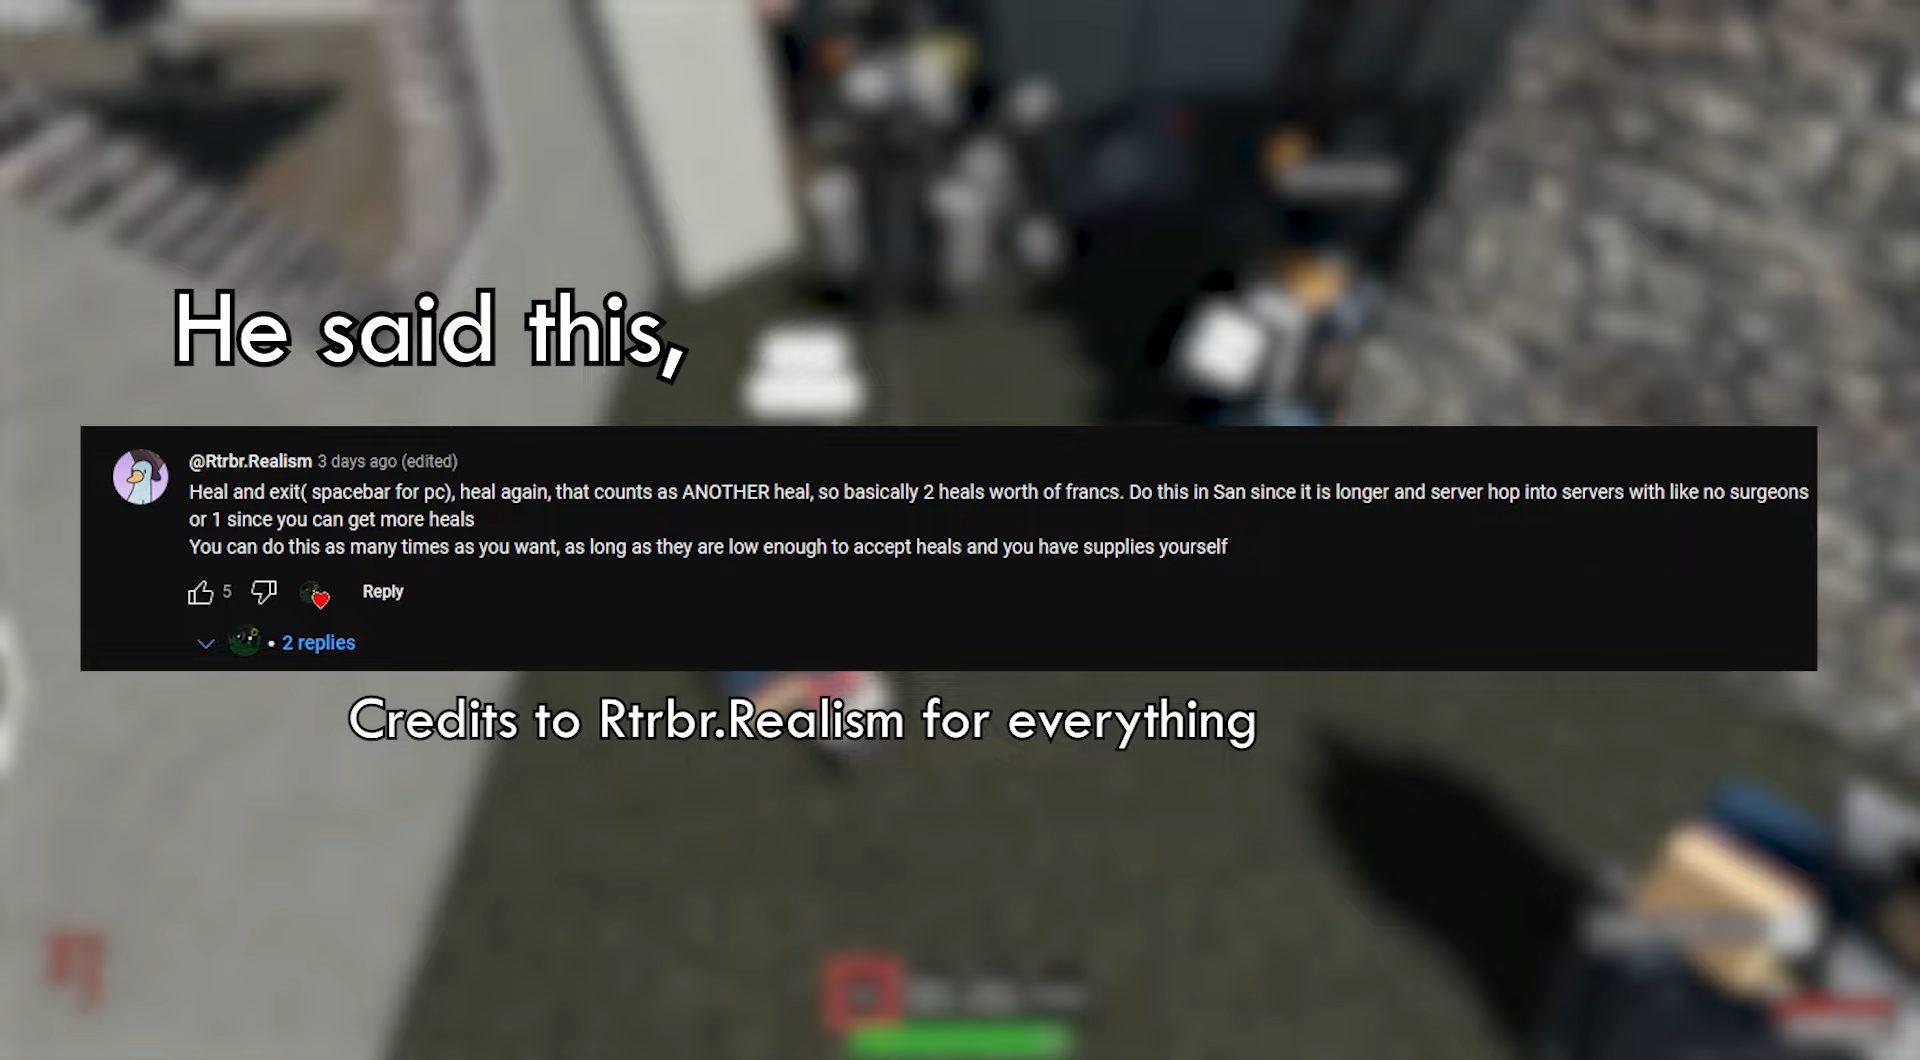 He said this,
@Rtrbr.Realism 3 days ago (edited)
Heal and exit( spacebar for pc), heal again, that counts as ANOTHER heal, so basically 2 heals worth of francs. Do this in San since it is longer and server hop into servers with like no surgeons
or 1 since you can get more heals
You can do this as many times as you want, as long as they are low enough to accept heals and you have supplies yourself
5 Reply
• 2 replies
Credits to Rtrbr.Realism for everything